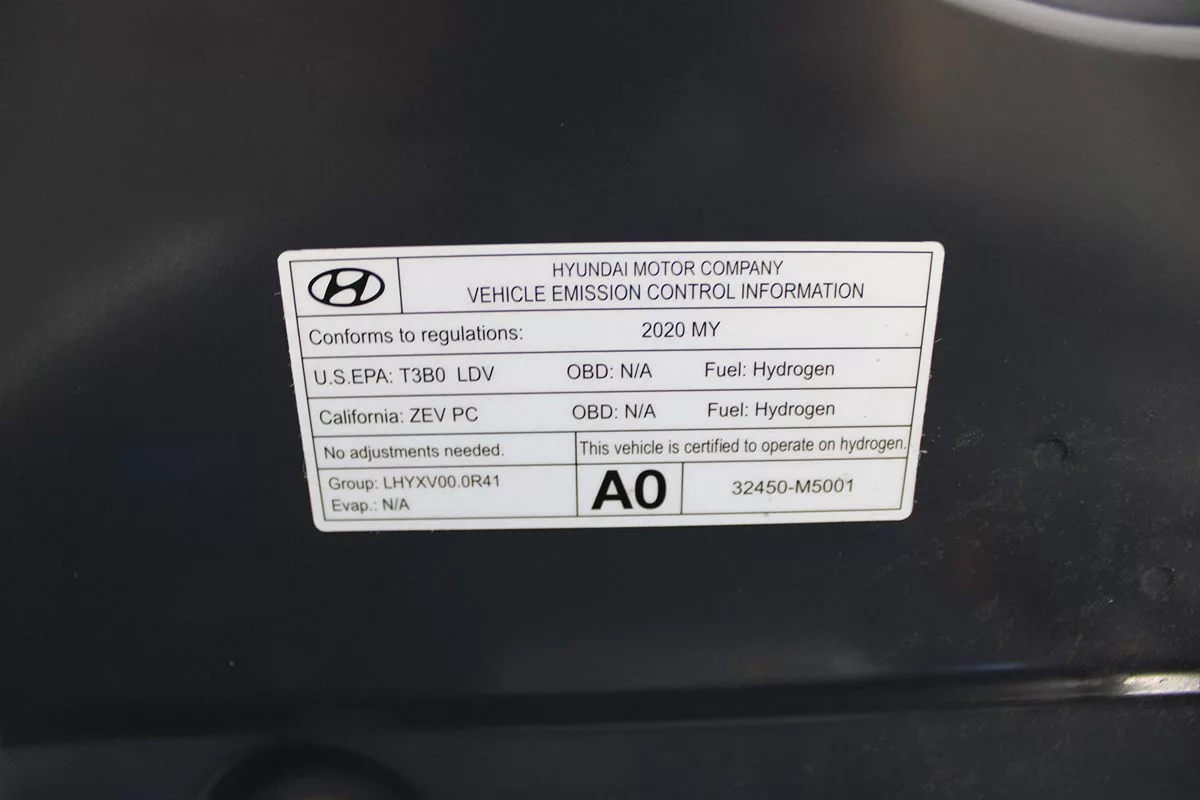 HYUNDAI MOTOR COMPANY
VEHICLE EMISSION CONTROL INFORMATION
Conforms to regulations: 2020 MY
U.S.EPA: T3B0 LDV OBD: N/A Fuel: Hydrogen
California: ZEV PC OBD: N/A Fuel: Hydrogen
No adjustments needed. This vehicle is certified to operate on hydrogen.
Group: LHYXV00.0R41
Evap.: N/A
A0 32450-M5001